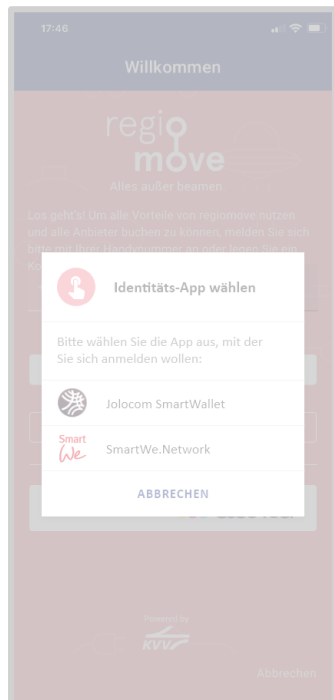 17:46
Willkommen
regio
move
Alles außer beamen
Los geht's! Um alle Vorteile von regiomove nutzen
und alle Anbieter buchen zu können, melden Sie sich
bitte mit Ihrer Handynummer an oder legen Sie ein
Identitäts-App wählen
Bitte wählen Sie die App aus, mit der
Sie sich anmelden wollen:
Jolocom SmartWallet
Smart
We
SmartWe.Network
ABBRECHEN
Powered by
KVV
Abbrechen